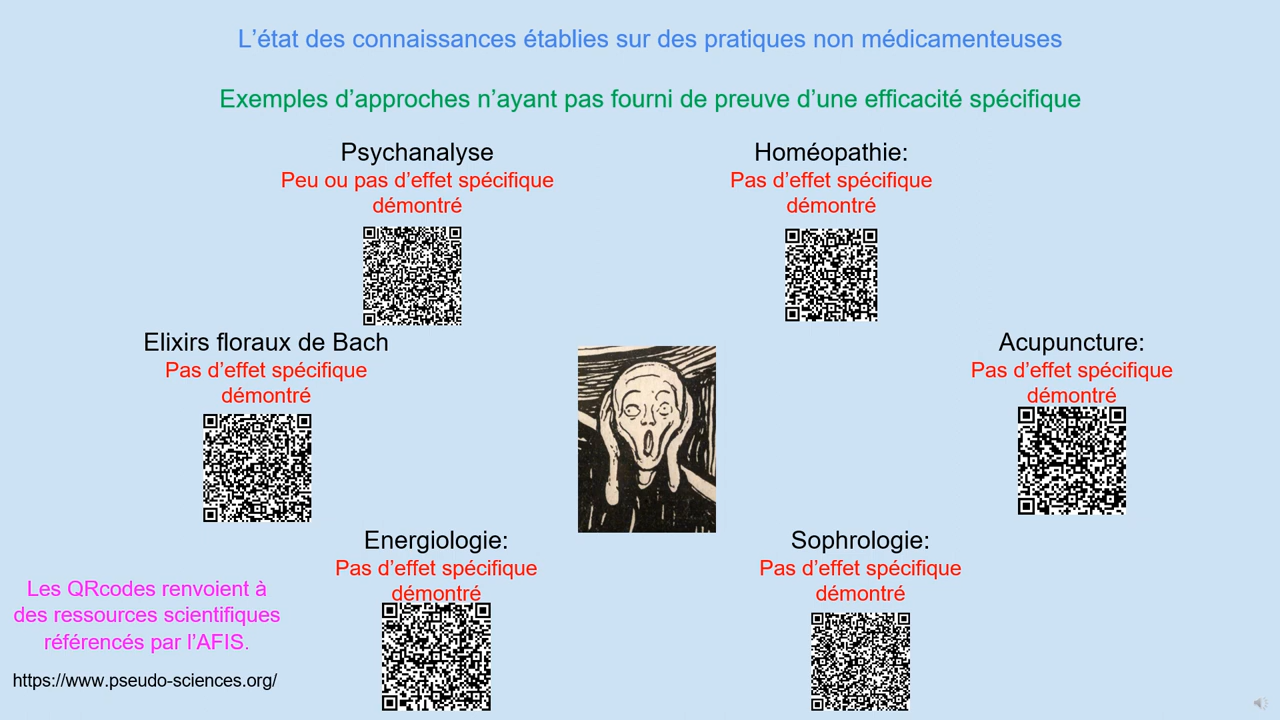 L'état des connaissances établies sur des pratiques non médicamenteuses
Exemples d'approches n'ayant pas fourni de preuve d'une efficacité spécifique
Psychanalyse
Peu ou pas d'effet spécifique
démontré
Homéopathie:
Pas d'effet spécifique
démontré
Elixirs floraux de Bach
Pas d'effet spécifique
démontré
Acupuncture:
Pas d'effet spécifique
démontré
Energiologie:
Pas d'effet spécifique
démontré
Sophrologie:
Pas d'effet spécifique
démontré
Les QRcodes renvoient à
des ressources scientifiques
référencés par l'AFIS.
https://www.pseudo-sciences.org/